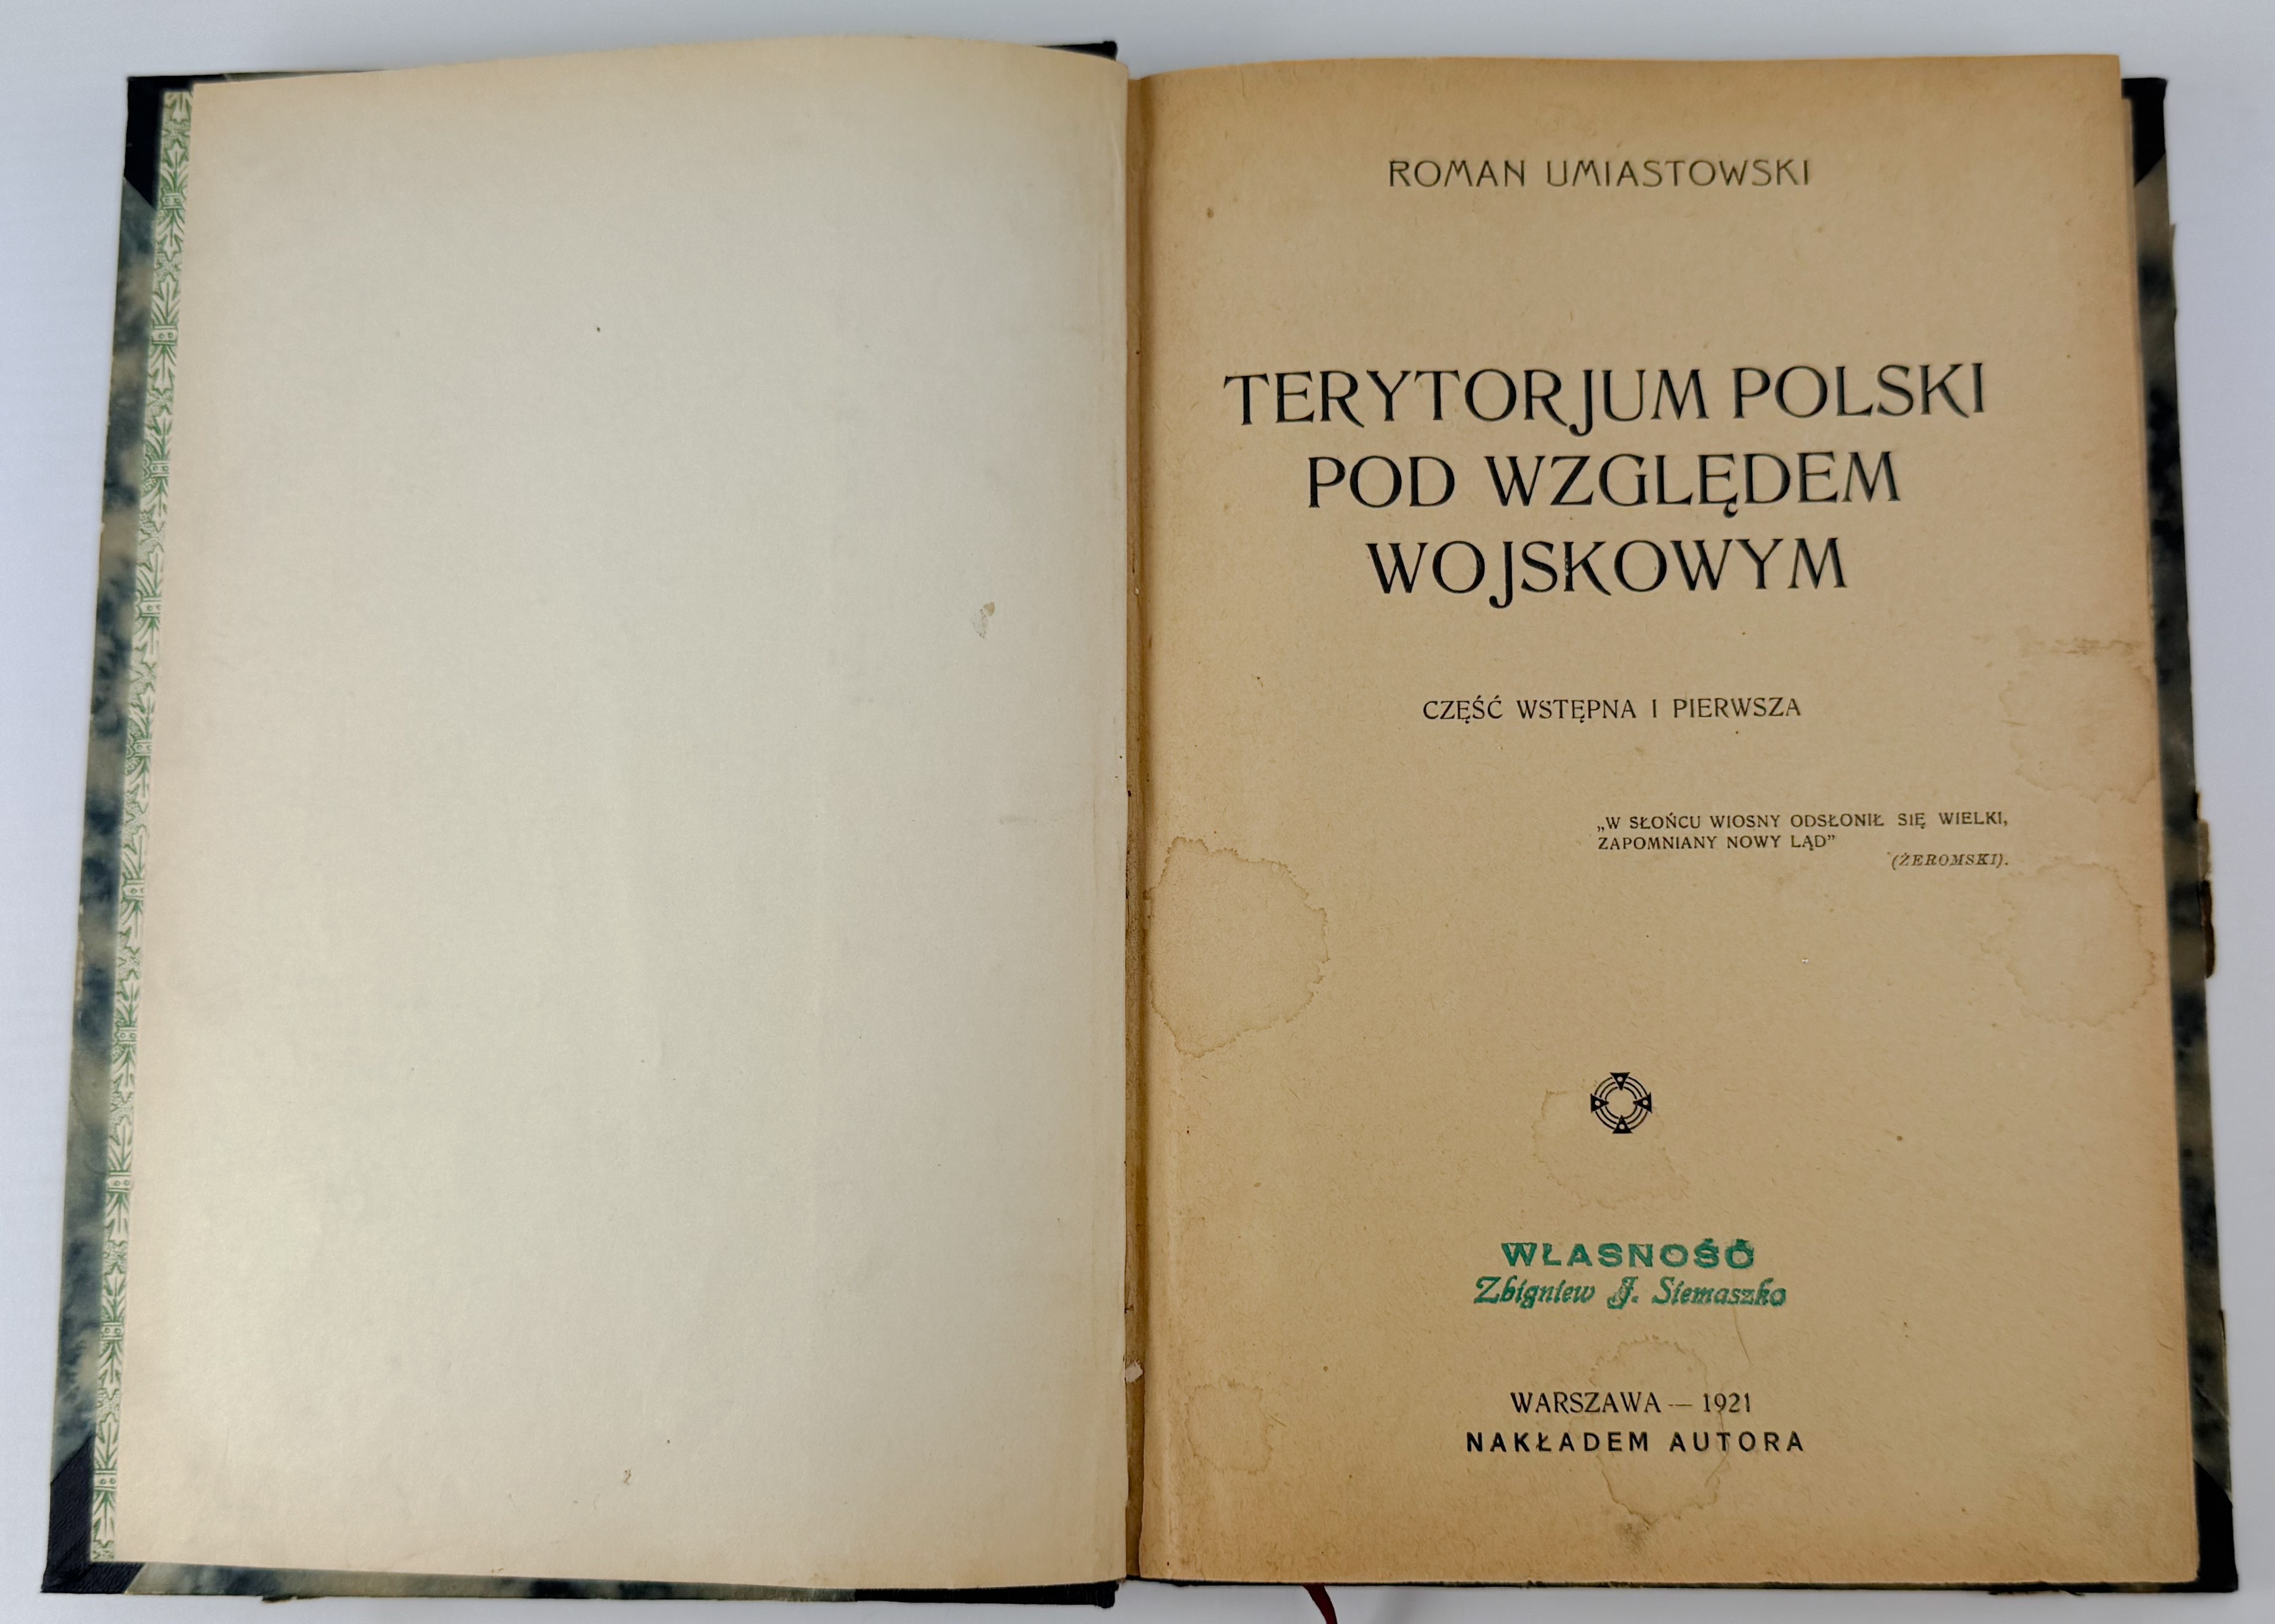 ROMAN UMIASTOWSKI
TERYTORJUM POLSKI
POD WZGLĘDEM
WOJSKOWYM
CZĘŚĆ WSTĘPNA I PIERWSZA
„W SŁOŃCU WIOSNY ODSŁONIŁ SIĘ WIELKI,
ZAPOMNIANY NOWY LĄD”
(ŻEROMSKI).
WŁASNOŚĆ
Zbigniew J. Siemaszko
WARSZAWA — 1921
NAKŁADEM AUTORA